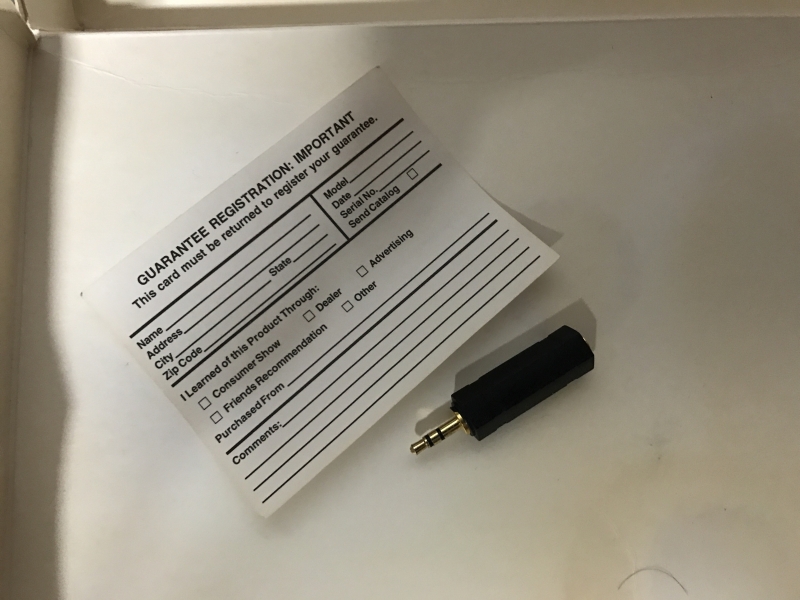 GUARANTEE REGISTRATION: IMPORTANT
This card must be returned to register your guarantee.
Name
Address
City State
Zip Code
Model
Date
Serial No.
Send Catalog
I Learned of this Product Through:
Consumer Show Dealer Advertising
Friends Recommendation Other
Purchased From
Comments: